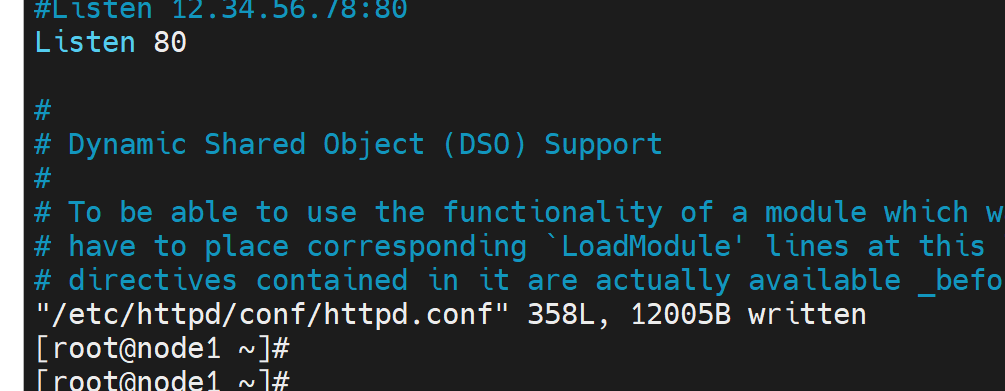 #Listen 12.34.56.78:80
Listen 80
#
# Dynamic Shared Object (DSO) Support
#
# To be able to use the functionality of a module which w
# have to place corresponding `LoadModule' lines at this
# directives contained in it are actually available _befo
"/etc/httpd/conf/httpd.conf" 358L, 12005B written
[root@node1 ~]#
[root@node1 ~]#